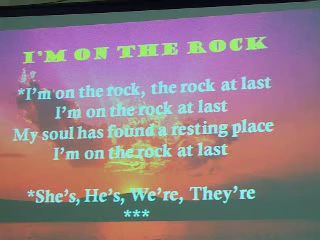 I'M ON THE ROCK
*I'm on the rock, the rock at last
I'm on the rock at last
My soul has found a resting place
I'm on the rock at last
*She's, He's, We're, They're
***